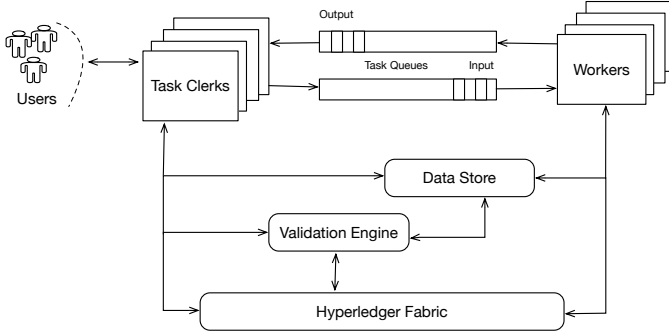 Output
Task Queues
Input
Users
Task Clerks
Workers
Data Store
Validation Engine
Hyperledger Fabric